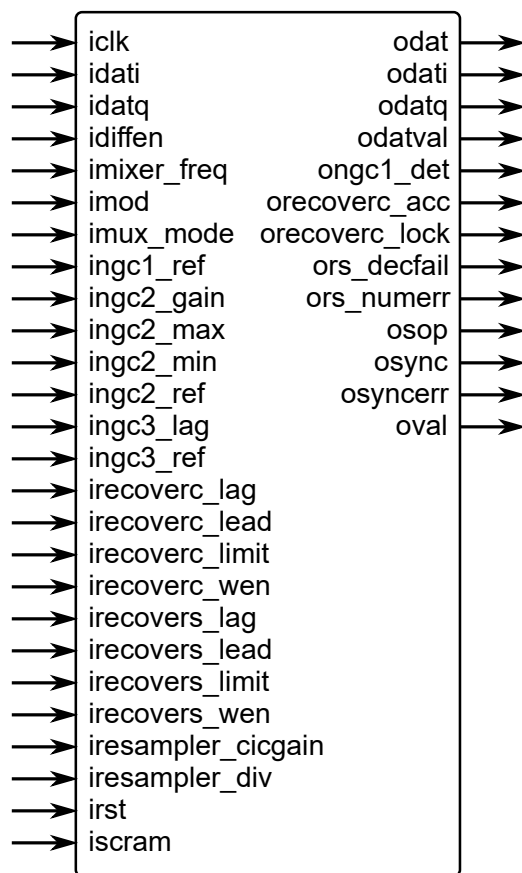 iclk odat
idati odati
idatq odatq
idiffen odatval
imixer_freq ongc1_det
imod orecoverc_acc
imux_mode orecoverc_lock
ingc1_ref ors_decfail
ingc2_gain ors_numerr
ingc2_max osop
ingc2_min osync
ingc2_ref osyncerr
ingc3_lag oval
ingc3_ref
irecoverc_lag
irecoverc_lead
irecoverc_limit
irecoverc_wen
irecovers_lag
irecovers_lead
irecovers_limit
irecovers_wen
iresampler_cicgain
iresampler_div
irst
iscram